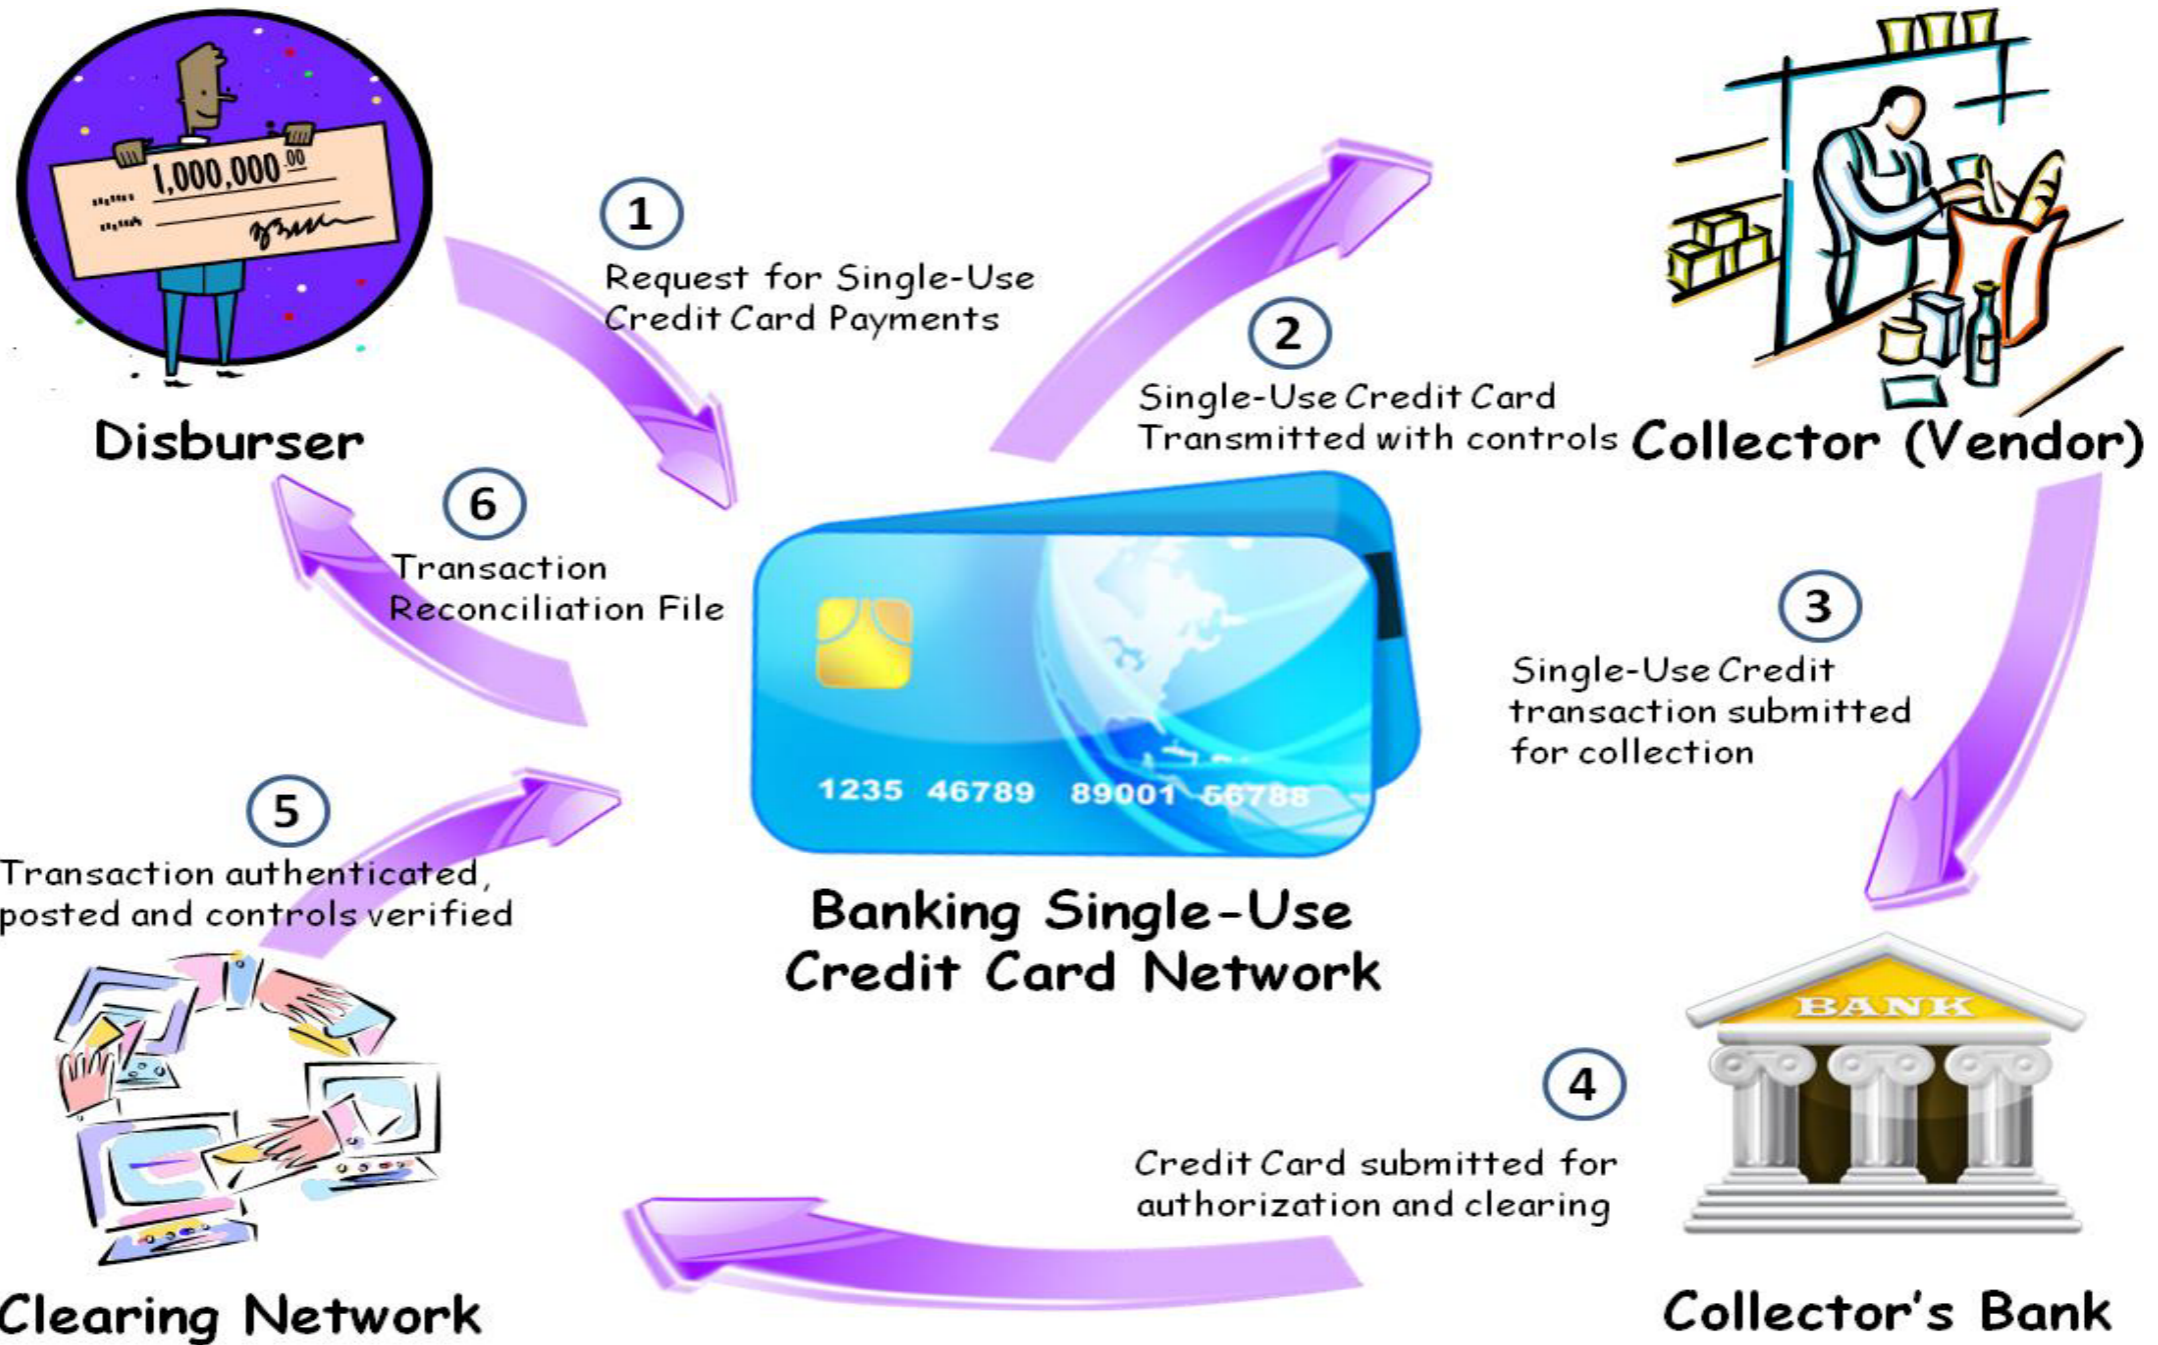 1,000,000.00
1
Request for Single-Use
Credit Card Payments
2
Single-Use Credit Card
Transmitted with controls
Disburser
Collector (Vendor)
6
Transaction
Reconciliation File
3
Single-Use Credit
transaction submitted
for collection
1235 46789 89001 56788
5
Transaction authenticated,
posted and controls verified
Banking Single-Use
Credit Card Network
BANK
4
Credit Card submitted for
authorization and clearing
Clearing Network
Collector's Bank